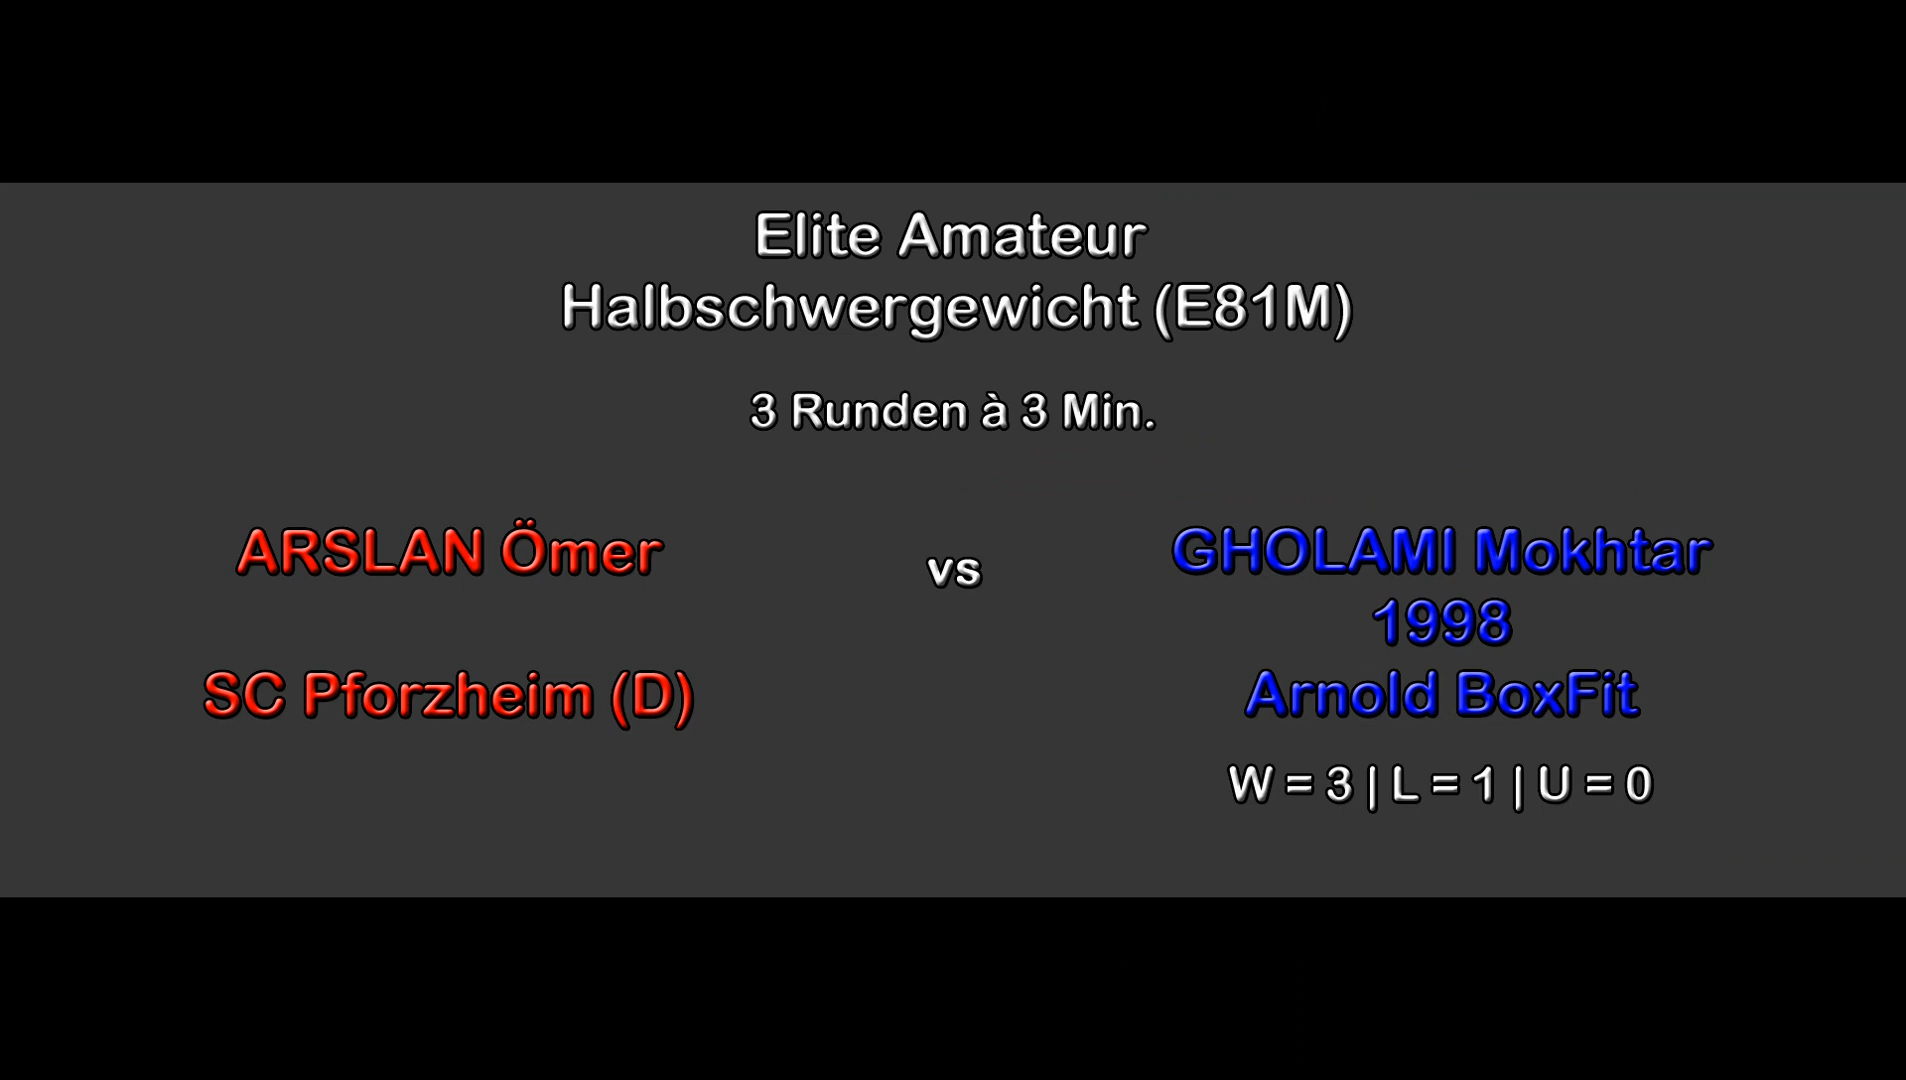 Elite Amateur
Halbschwergewicht (E81M)
3 Runden à 3 Min.
ARSLAN Ömer
SC Pforzheim (D)
vs
GHOLAMI Mokhtar
1998
Arnold BoxFit
W = 3 | L = 1 | U = 0